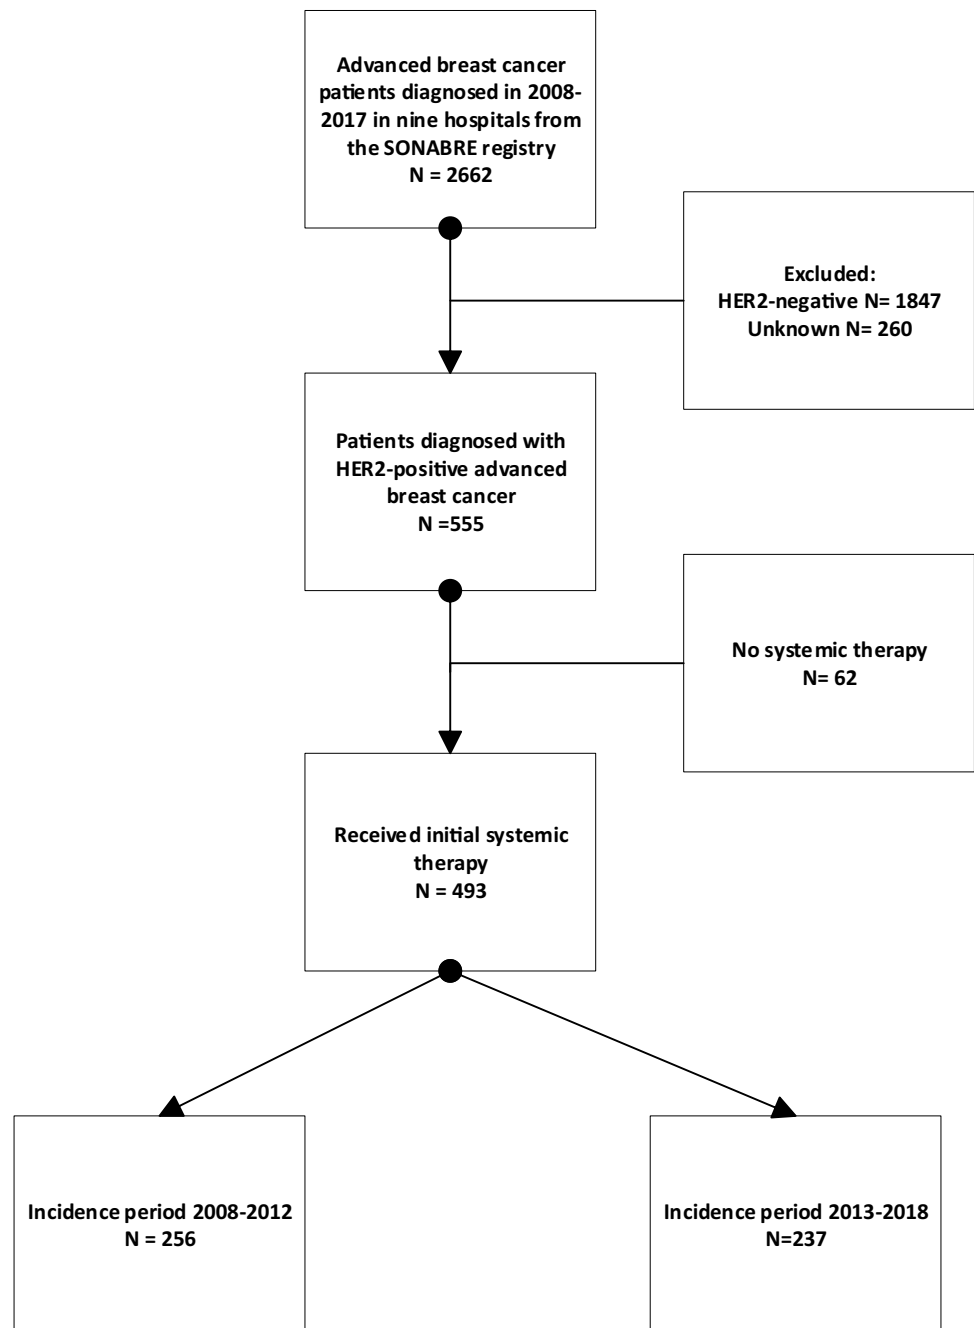 Advanced breast cancer
patients diagnosed in 2008-
2017 in nine hospitals from
the SONABRE registry
N = 2662
Excluded:
HER2-negative N= 1847
Unknown N= 260
Patients diagnosed with
HER2-positive advanced
breast cancer
N =555
No systemic therapy
N= 62
Received initial systemic
therapy
N = 493
Incidence period 2008-2012
N = 256
Incidence period 2013-2018
N=237